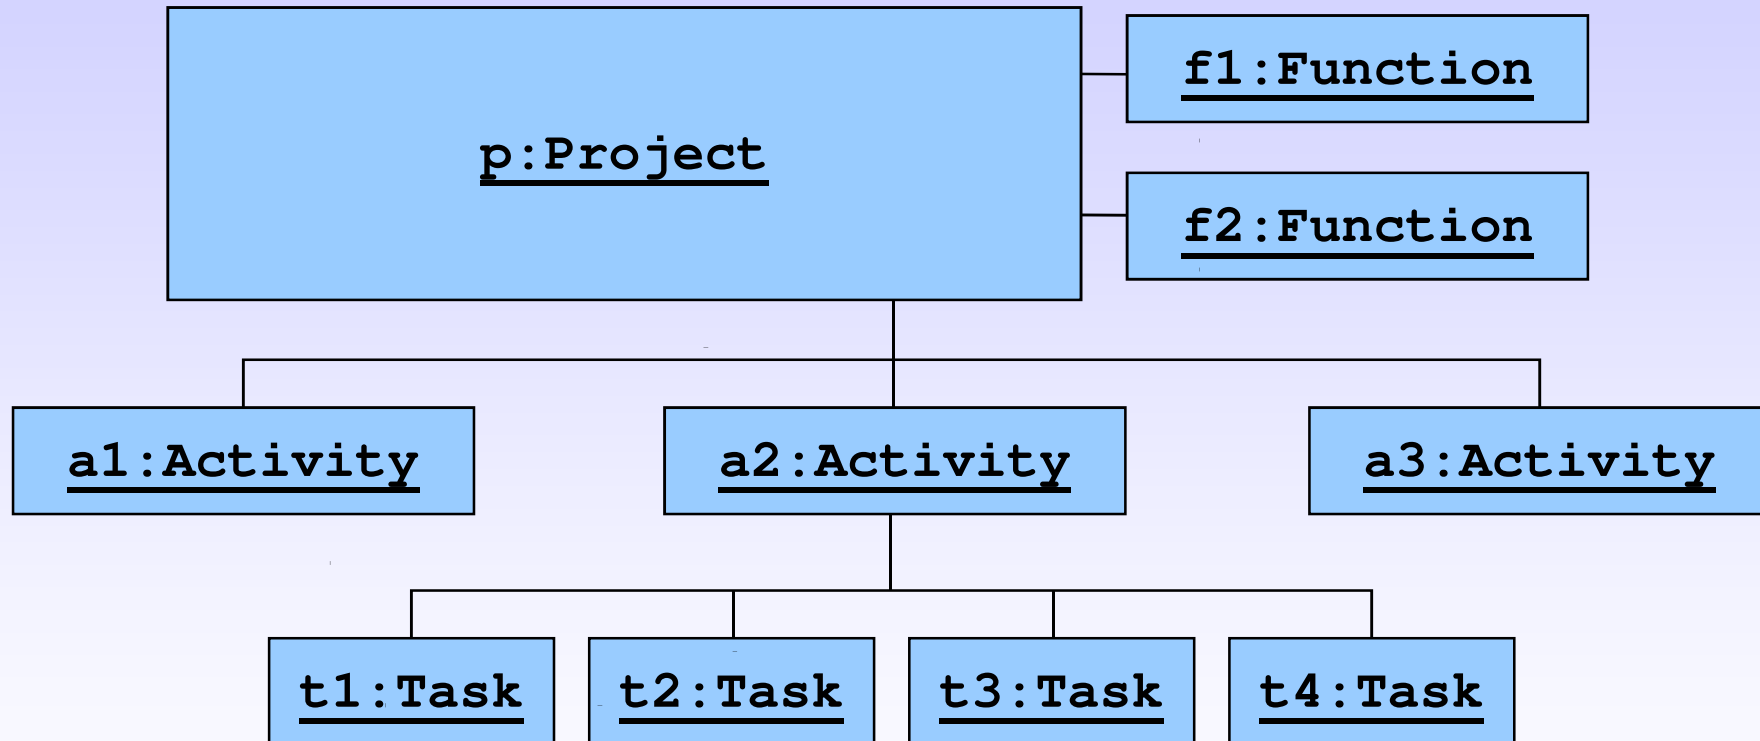 f1:Function
p:Project
f2:Function
a1:Activity
a2:Activity
a3:Activity
t1:Task
t2:Task
t3:Task
t4:Task